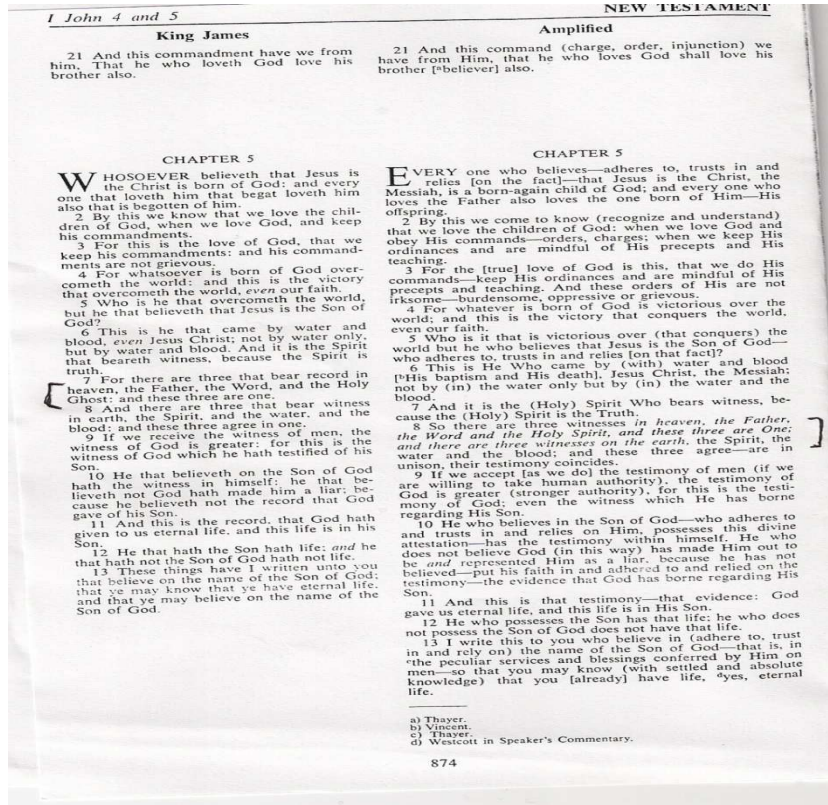 I John 4 and 5
NEW TESTAMENT
King James
21 And this commandment have we from
him, That he who loveth God love his
brother also.
CHAPTER 5
WHOSOEVER believeth that Jesus is
the Christ is born of God: and every
one that loveth him that begat loveth him
also that is begotten of him.
2 By this we know that we love the chil-
dren of God, when we love God, and keep
his commandments.
3 For this is the love of God, that we
keep his commandments: and his command-
ments are not grievous.
4 For whatsoever is born of God over-
cometh the world: and this is the victory
that overcometh the world, even our faith.
5 Who is he that overcometh the world,
but he that believeth that Jesus is the Son of
God?
6 This is he that came by water and
blood, even Jesus Christ; not by water only,
but by water and blood. And it is the Spirit
that beareth witness, because the Spirit is
truth.
7 For there are three that bear record in
heaven, the Father, the Word, and the Holy
Ghost: and these three are one.
8 And there are three that bear witness
in earth, the Spirit, and the water, and the
blood: and these three agree in one.
9 If we receive the witness of men, the
witness of God is greater: for this is the
witness of God which he hath testified of his
Son.
10 He that believeth on the Son of God
hath the witness in himself: he that be-
lieveth not God hath made him a liar; be-
cause he believeth not the record that God
gave of his Son.
11 And this is the record, that God hath
given to us eternal life, and this life is in his
Son.
12 He that hath the Son hath life; and he
that hath not the Son of God hath not life.
13 These things have I written unto you
that believe on the name of the Son of God;
that ye may know that ye have eternal life,
and that ye may believe on the name of the
Son of God.
Amplified
21 And this command (charge, order, injunction) we
have from Him, that he who loves God shall love his
brother [ᵃbeliever] also.
CHAPTER 5
EVERY one who believes—adheres to, trusts in and
relies [on the fact]—that Jesus is the Christ, the
Messiah, is a born-again child of God; and every one who
loves the Father also loves the one born of Him—His
offspring.
2 By this we come to know (recognize and understand)
that we love the children of God: when we love God and
obey His commands—orders, charges; when we keep His
ordinances and are mindful of His precepts and His
teaching.
3 For the [true] love of God is this, that we do His
commands—keep His ordinances and are mindful of His
precepts and teaching. And these orders of His are not
irksome—burdensome, oppressive or grievous.
4 For whatever is born of God is victorious over the
world; and this is the victory that conquers the world,
even our faith.
5 Who is it that is victorious over (that conquers) the
world but he who believes that Jesus is the Son of God—
who adheres to, trusts in and relies [on that fact]?
6 This is He Who came by (with) water and blood
[ᵇHis baptism and His death], Jesus Christ, the Messiah;
not by (in) the water only but by (in) the water and the
blood.
7 And it is the (Holy) Spirit Who bears witness, be-
cause the (Holy) Spirit is the Truth.
8 So there are three witnesses in heaven, the Father,
the Word and the Holy Spirit, and these three are One;
and there are three witnesses on the earth, the Spirit, the
water and the blood; and these three agree—are in
unison, their testimony coincides.
9 If we accept [as we do] the testimony of men (if we
are willing to take human authority), the testimony of
God is greater (stronger authority), for this is the testi-
mony of God; even the witness which He has borne
regarding His Son.
10 He who believes in the Son of God—who adheres to
and trusts in and relies on Him, possesses this divine
attestation—has the testimony within himself. He who
does not believe God (in this way) has made Him out to
be and represented Him as a liar, because he has not
believed—put his faith in and adhered to and relied on the
testimony—the evidence that God has borne regarding His
Son.
11 And this is that testimony—that evidence: God
gave us eternal life, and this life is in His Son.
12 He who possesses the Son has that life; he who does
not possess the Son of God does not have that life.
13 I write this to you who believe in (adhere to, trust
in and rely on) the name of the Son of God—that is, in
ᶜthe peculiar services and blessings conferred by Him on
men—so that you may know (with settled and absolute
knowledge) that you [already] have life, ᵈyes, eternal
life.
a) Thayer.
b) Vincent.
c) Thayer.
d) Westcott in Speaker's Commentary.
874